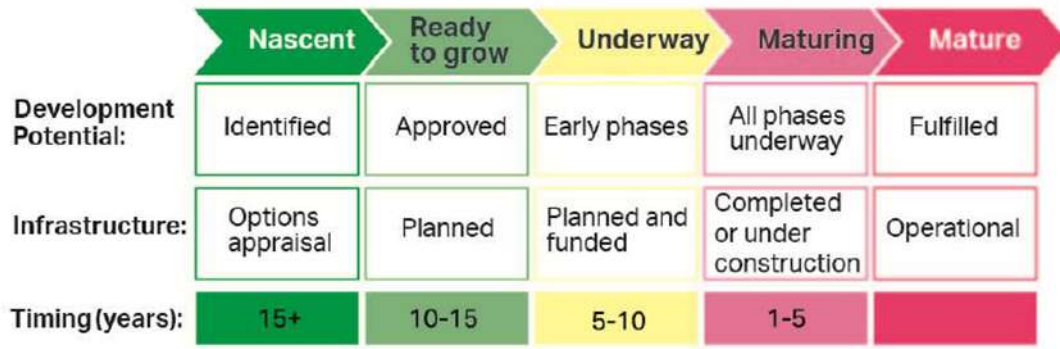 Nascent
Ready
to grow
Underway
Maturing
Mature
Development
Potential:
Identified
Approved
Early phases
All phases
underway
Fulfilled
Infrastructure:
Options
appraisal
Planned
Planned and
funded
Completed
or under
construction
Operational
Timing (years):
15+
10-15
5-10
1-5